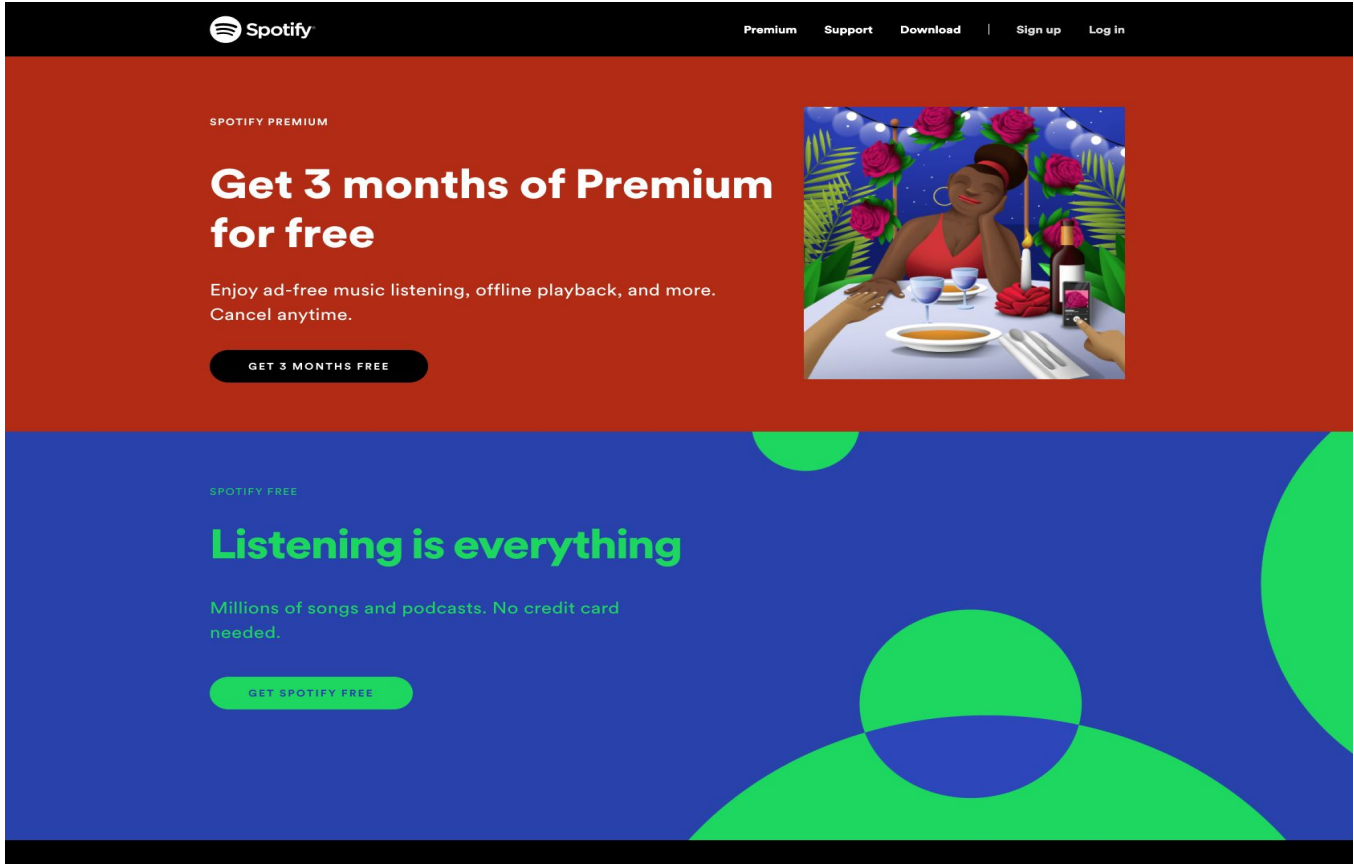 Spotify
Premium Support Download | Sign up Log in
SPOTIFY PREMIUM
Get 3 months of Premium
for free
Enjoy ad-free music listening, offline playback, and more.
Cancel anytime.
GET 3 MONTHS FREE
SPOTIFY FREE
Listening is everything
Millions of songs and podcasts. No credit card
needed.
GET SPOTIFY FREE